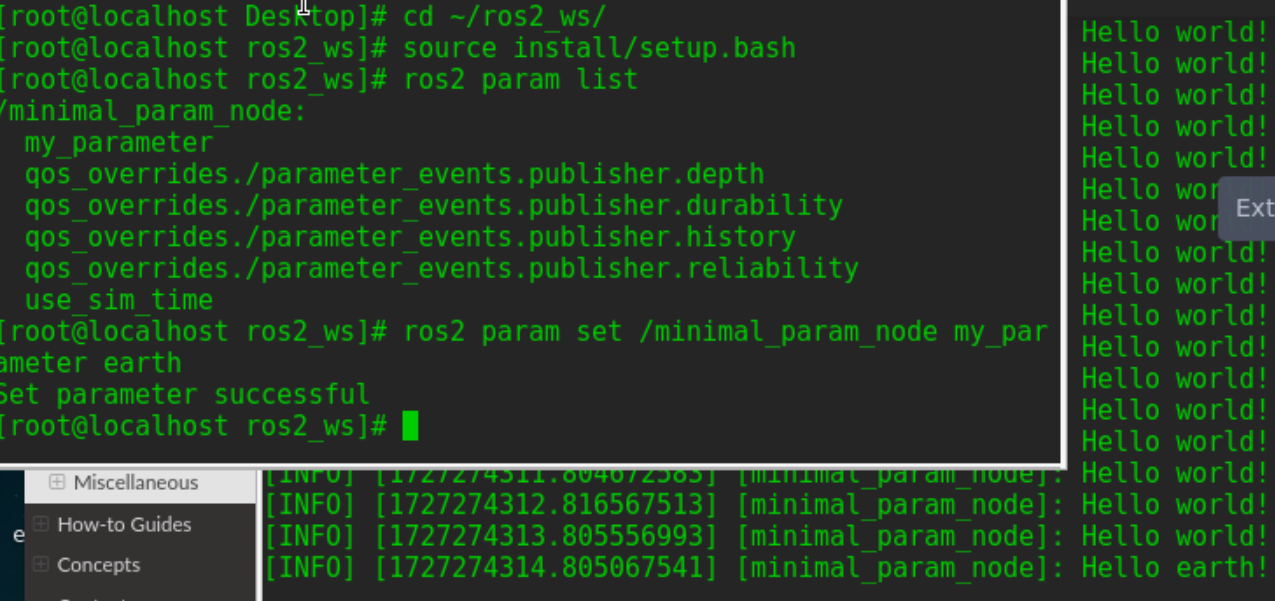 [root@localhost Desktop]# cd ~/ros2_ws/
[root@localhost ros2_ws]# source install/setup.bash
[root@localhost ros2_ws]# ros2 param list
/minimal_param_node:
my_parameter
qos_overrides./parameter_events.publisher.depth
qos_overrides./parameter_events.publisher.durability
qos_overrides./parameter_events.publisher.history
qos_overrides./parameter_events.publisher.reliability
use_sim_time
[root@localhost ros2_ws]# ros2 param set /minimal_param_node my_par
ameter earth
Set parameter successful
[root@localhost ros2_ws]#
Hello world!
Hello world!
Hello world!
Hello world!
Hello world!
Hello wor
Ext
Hello wor
Hello world!
Hello world!
Hello world!
Hello world!
Hello world!
Hello world!
Hello world!
[INFO] [1727274311.804672583] [minimal_param_node]: Hello world!
[INFO] [1727274312.816567513] [minimal_param_node]: Hello world!
[INFO] [1727274313.805556993] [minimal_param_node]: Hello world!
[INFO] [1727274314.805067541] [minimal_param_node]: Hello earth!
Miscellaneous
How-to Guides
e
Concepts